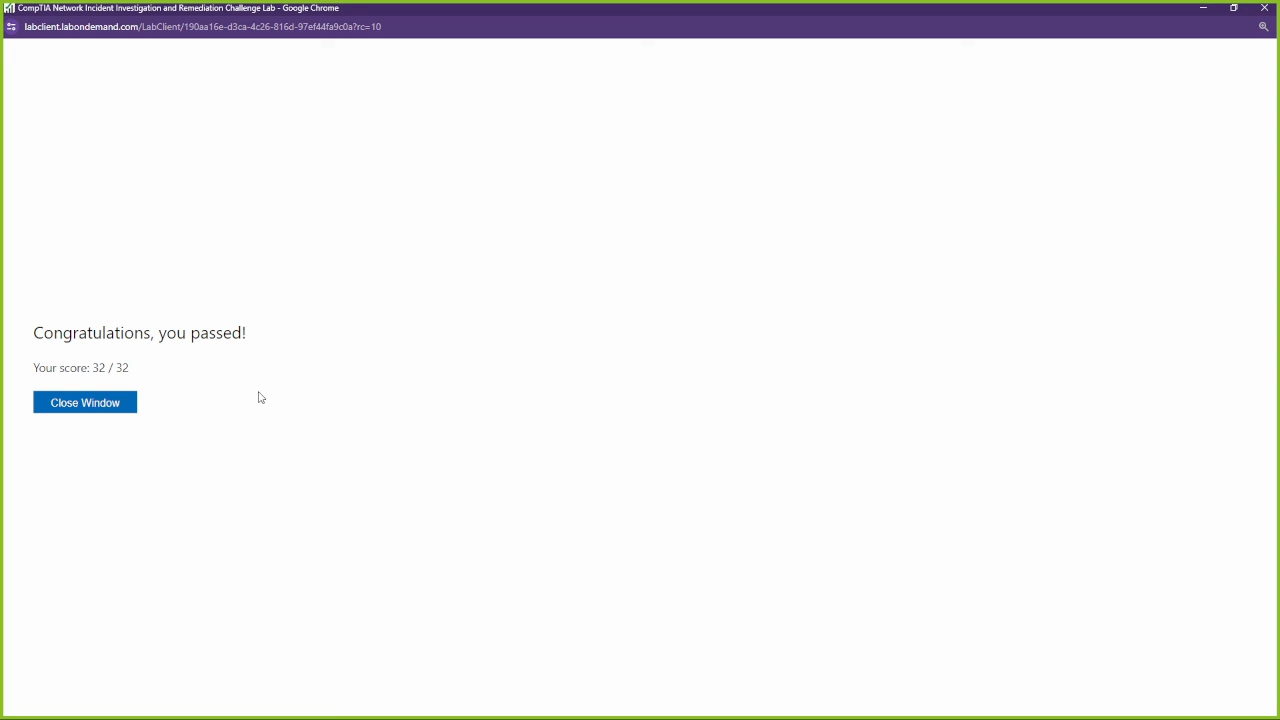 CompTIA Network Incident Investigation and Remediation Challenge Lab - Google Chrome
labclient.labondemand.com/LabClient/190aa16e-d3ca-4c26-816d-97ef44fa9c0a?rc=10
Congratulations, you passed!
Your score: 32 / 32
Close Window